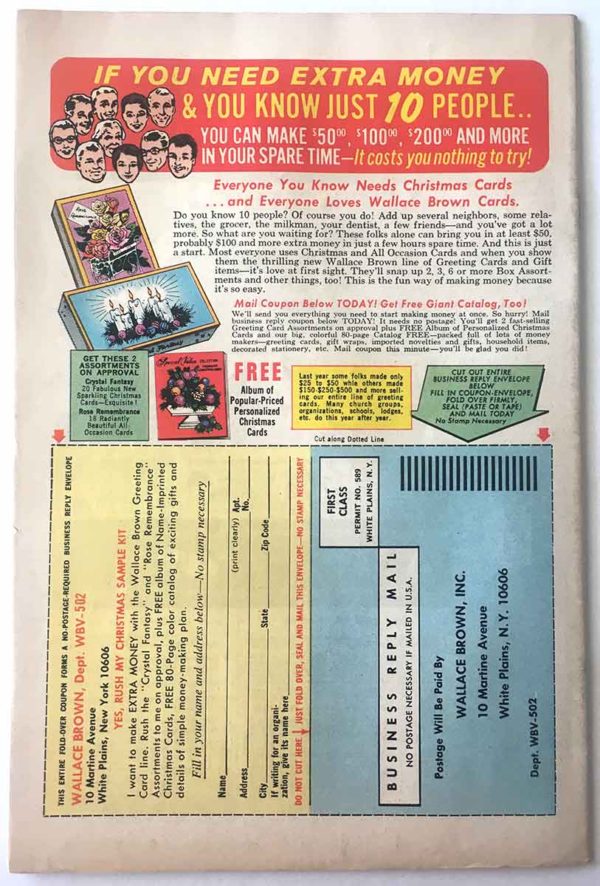 IF YOU NEED EXTRA MONEY
& YOU KNOW JUST 10 PEOPLE..
YOU CAN MAKE $50⁰⁰, $100⁰⁰, $200⁰⁰ AND MORE
IN YOUR SPARE TIME—It costs you nothing to try!
Everyone You Know Needs Christmas Cards
...and Everyone Loves Wallace Brown Cards.
Do you know 10 people? Of course you do! Add up several neighbors, some rela-
tives, the grocer, the milkman, your dentist, a few friends—and you've got a lot
more. So what are you waiting for? These folks alone can bring you in at least $50,
probably $100 and more extra money in just a few hours spare time. And this is
just a start. Most everyone uses Christmas and All Occasion Cards and when you show
them the thrilling new Wallace Brown line of Greeting Cards and Gift
items—it's love at first sight. They'll snap up 2, 3, 6 or more Box Assort-
ments and other things, too! This is the fun way of making money because
it's so easy.
Mail Coupon Below TODAY! Get Free Giant Catalog, Too!
We'll send you everything you need to start making money at once. So hurry! Mail
business reply coupon below TODAY! It needs no postage! You'll get 2 fast-selling
Greeting Card Assortments on approval plus FREE Album of Personalized Christmas
Cards and our big, colorful 80-page Catalog FREE—packed full of lots of money
makers—greeting cards, gift wraps, imported novelties and gifts, household items,
decorated stationery, etc. Mail coupon this minute—you'll be glad you did!
GET THESE 2
ASSORTMENTS
ON APPROVAL
Crystal Fantasy
20 Fabulous New
Sparkling Christmas
Cards—Exquisite!
Rose Remembrance
18 Radiantly
Beautiful All
Occasion Cards
FREE
Album of
Popular-Priced
Personalized
Christmas
Cards
Last year some folks made only
$25 to $50 while others made
$150-$250-$500 and more sell-
ing our entire line of greeting
cards. Many church groups,
organizations, schools, lodges,
etc. do this year after year.
CUT OUT ENTIRE
BUSINESS REPLY ENVELOPE
BELOW
FILL IN COUPON-ENVELOPE,
FOLD OVER FIRMLY,
SEAL (PASTE OR TAPE)
AND MAIL TODAY
No Stamp Necessary
Cut along Dotted Line
THIS ENTIRE FOLD-OVER COUPON FORMS A NO-POSTAGE-REQUIRED BUSINESS REPLY ENVELOPE
WALLACE BROWN, Dept. WBV-502
10 Martine Avenue
White Plains, New York 10606
YES, RUSH MY CHRISTMAS SAMPLE KIT
I want to make EXTRA MONEY with the Wallace Brown Greeting
Card line. Rush the "Crystal Fantasy" and "Rose Remembrance"
Assortments to me on approval, plus FREE album of Name-Imprinted
Christmas Cards, FREE 80-Page color catalog of exciting gifts and
details of simple money-making plan.
Fill in your name and address below—No stamp necessary
Name
(print clearly)
Apt.
No.
Address
City
State
Zip Code
If writing for an organi-
zation, give its name here
DO NOT CUT HERE JUST FOLD OVER, SEAL AND MAIL THIS ENVELOPE—NO STAMP NECESSARY
FIRST
CLASS
PERMIT NO. 589
WHITE PLAINS, N.Y.
BUSINESS REPLY MAIL
NO POSTAGE NECESSARY IF MAILED IN U.S.A.
Postage Will Be Paid By
WALLACE BROWN, INC.
10 Martine Avenue
White Plains, N.Y. 10606
Dept. WBV-502